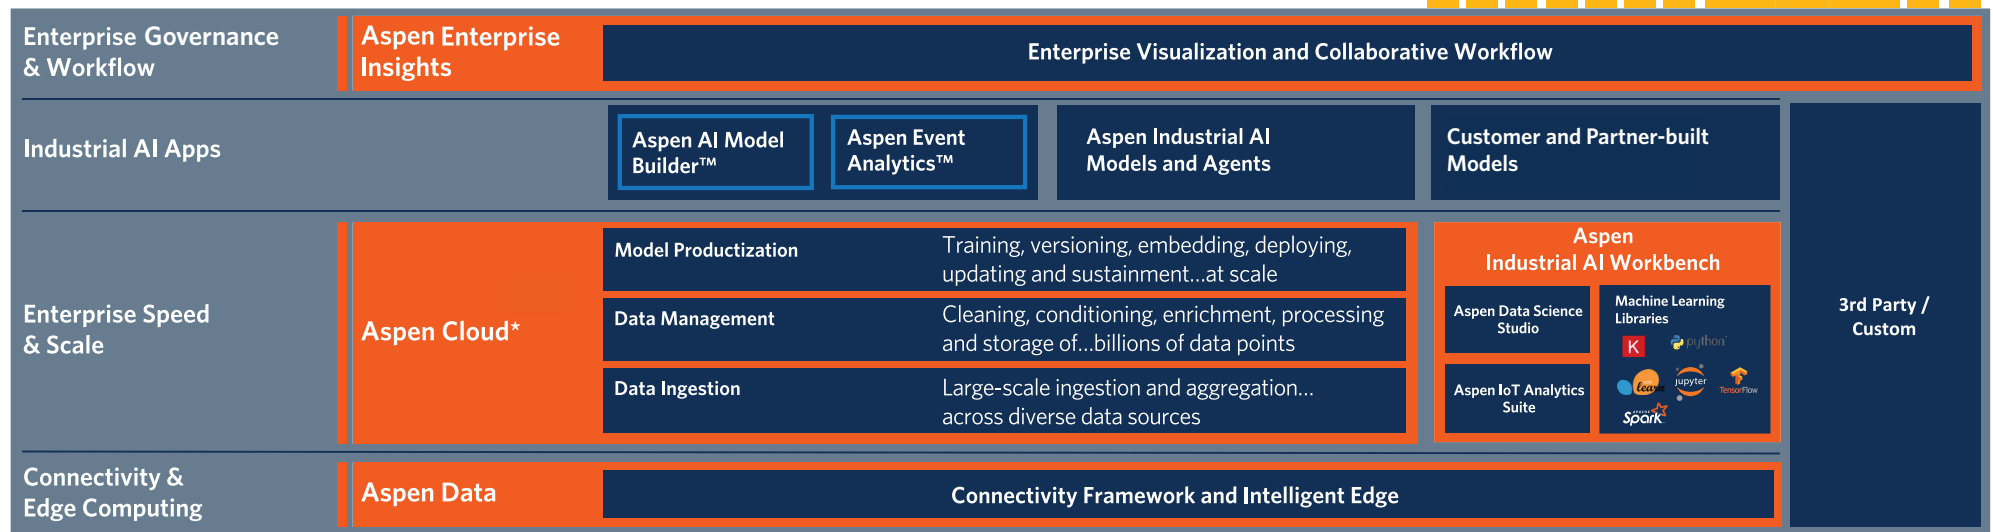 Enterprise Governance
& Workflow
Aspen Enterprise
Insights
Enterprise Visualization and Collaborative Workflow
Industrial AI Apps
Aspen AI Model
Builder™
Aspen Event
Analytics™
Aspen Industrial AI
Models and Agents
Customer and Partner-built
Models
3rd Party /
Custom
Enterprise Speed
& Scale
Aspen Cloud*
Model Productization
Training, versioning, embedding, deploying,
updating and sustainment...at scale
Data Management
Cleaning, conditioning, enrichment, processing
and storage of...billions of data points
Data Ingestion
Large-scale ingestion and aggregation...
across diverse data sources
Aspen
Industrial AI Workbench
Aspen Data Science
Studio
Aspen IoT Analytics
Suite
Machine Learning
Libraries
K
python
learn
jupyter
TensorFlow
APACHE
Spark
Connectivity &
Edge Computing
Aspen Data
Connectivity Framework and Intelligent Edge